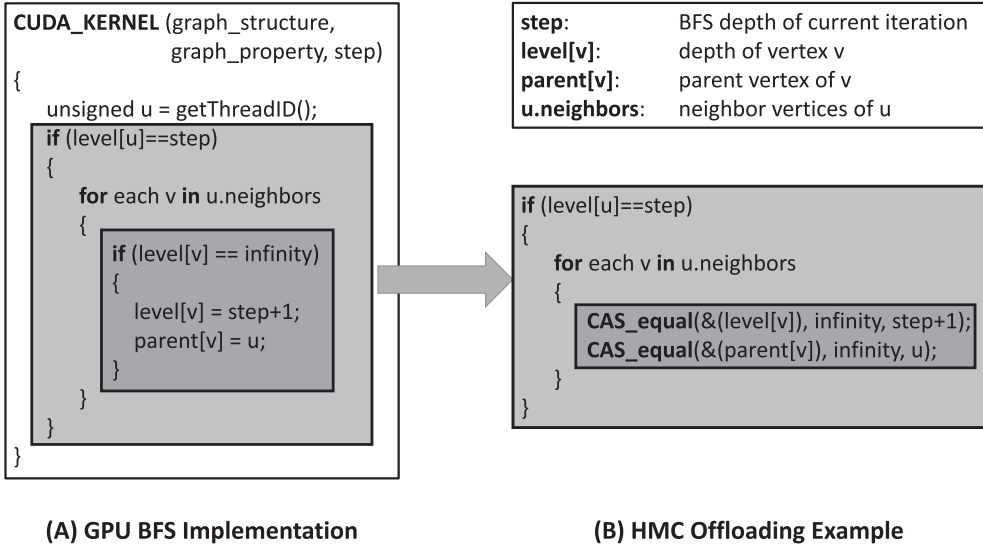 CUDA_KERNEL (graph_structure,
graph_property, step)
{
unsigned u = getThreadID();
if (level[u]==step)
{
for each v in u.neighbors
{
if (level[v] == infinity)
{
level[v] = step+1;
parent[v] = u;
}
}
}
}
(A) GPU BFS Implementation
step: BFS depth of current iteration
level[v]: depth of vertex v
parent[v]: parent vertex of v
u.neighbors: neighbor vertices of u
if (level[u]==step)
{
for each v in u.neighbors
{
CAS_equal(&(level[v]), infinity, step+1);
CAS_equal(&(parent[v]), infinity, u);
}
}
(B) HMC Offloading Example